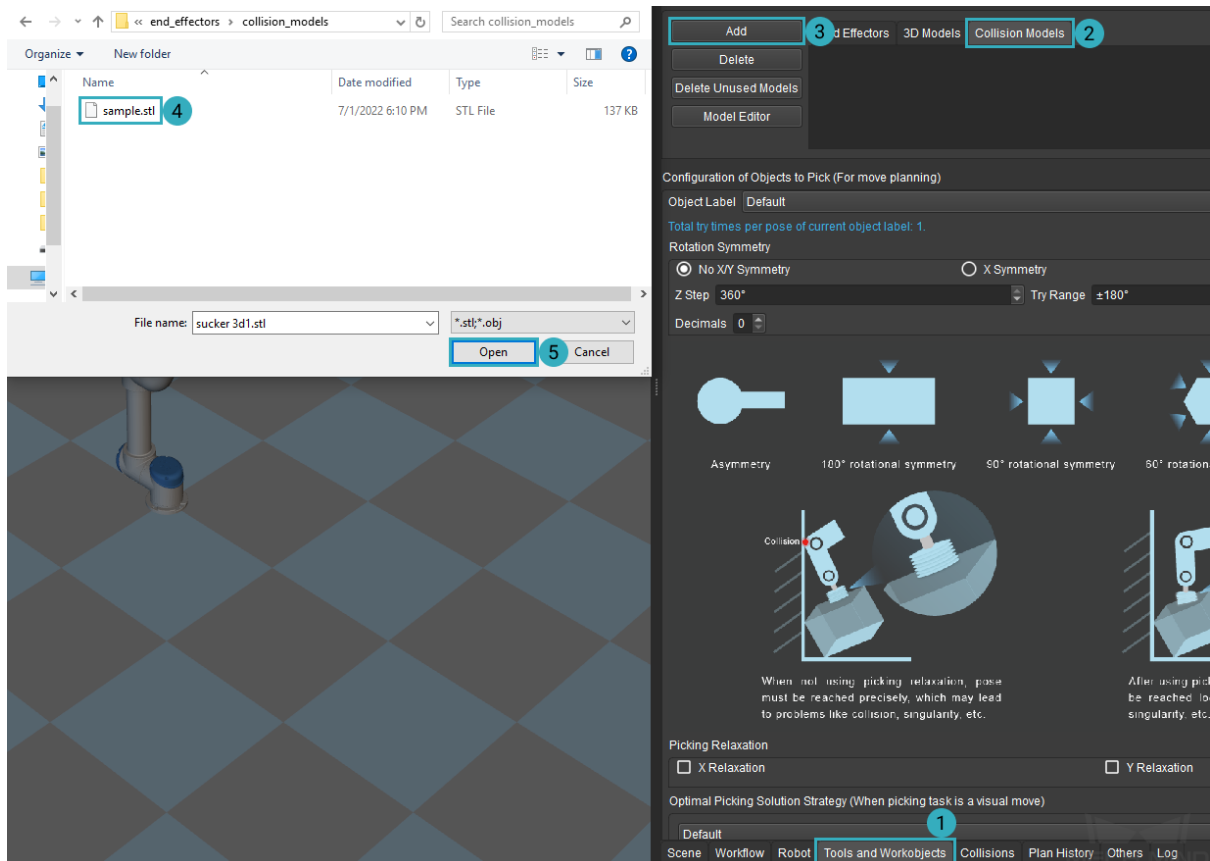 « end_effectors › collision_models
Search collision_models
Organize
New folder
?
Name
Date modified
Type
Size
sample.stl
4
7/1/2022 6:10 PM
STL File
137 KB
File name:
sucker 3d1.stl
*.stl;*.obj
Open
5
Cancel
Add
3
d Effectors
3D Models
Collision Models
2
Delete
Delete Unused Models
Model Editor
Configuration of Objects to Pick (For move planning)
Object Label
Default
Total try times per pose of current object label: 1.
Rotation Symmetry
No X/Y Symmetry
X Symmetry
Z Step
360°
Try Range
±180°
Decimals
0
Asymmetry
180° rotational symmetry
90° rotational symmetry
60° rotation
Collision
When not using picking relaxation, pose
must be reached precisely, which may lead
to problems like collision, singularity, etc.
After using pick
be reached lo
singularity, etc.
Picking Relaxation
X Relaxation
Y Relaxation
Optimal Picking Solution Strategy (When picking task is a visual move)
1
Default
Scene
Workflow
Robot
Tools and Workobjects
Collisions
Plan History
Others
Log